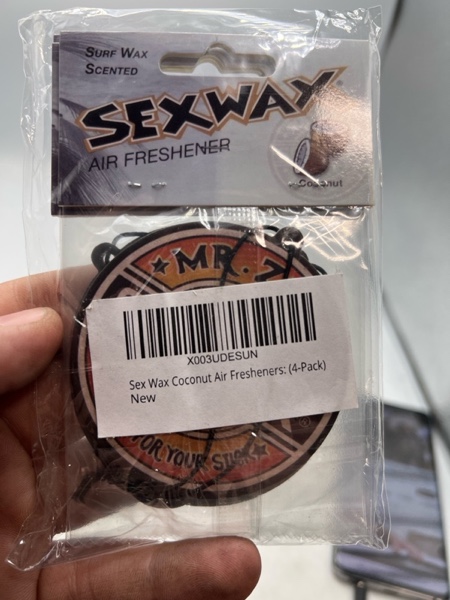 SURF WAX
SCENTED
SEXWAX
AIR FRESHENER
Coconut
MR. Z
X003UDESUN
Sex Wax Coconut Air Fresheners: (4-Pack)
New
FOR YOUR STICK